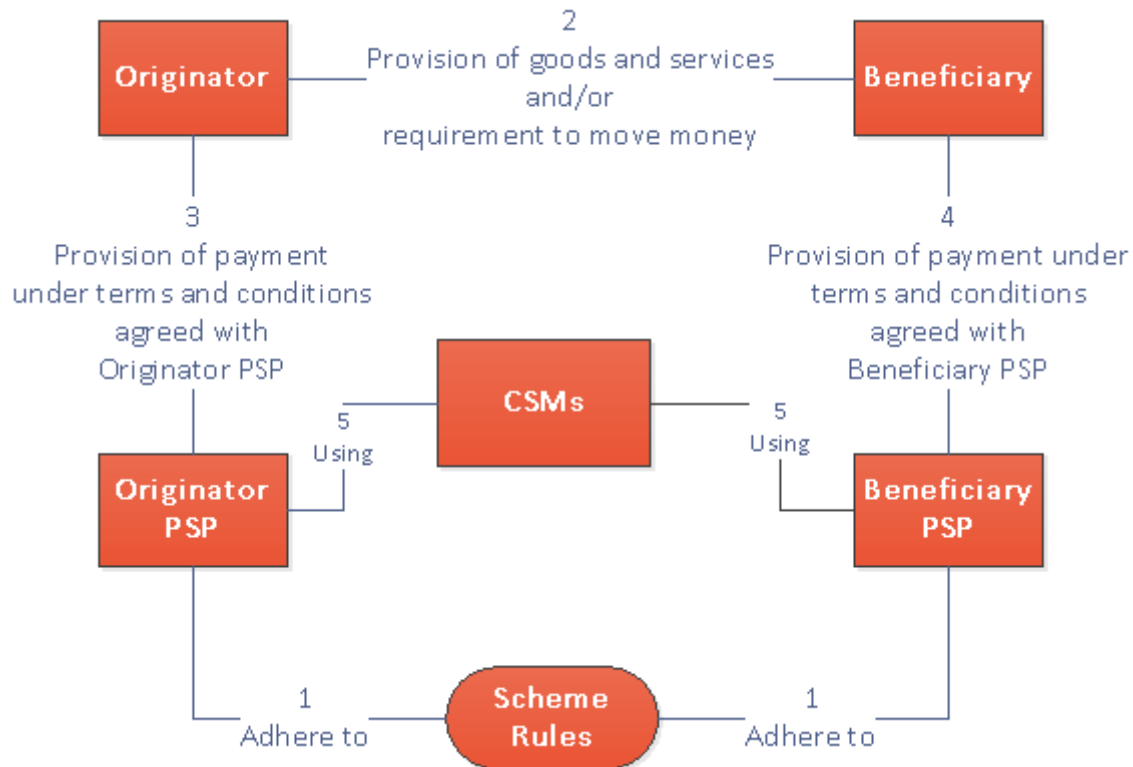 2
Originator
Provision of goods and services
and/or
requirement to move money
Beneficiary
3
Provision of payment
under terms and conditions
agreed with
Originator PSP
4
Provision of payment under
terms and conditions
agreed with
Beneficiary PSP
CSMs
5
Using
5
Using
Originator
PSP
Beneficiary
PSP
1
Adhere to
Scheme
Rules
1
Adhere to